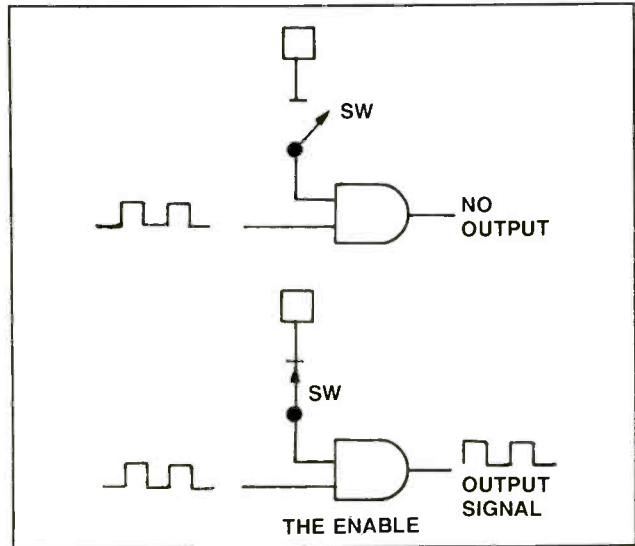 SW
NO
OUTPUT
SW
OUTPUT
SIGNAL
THE ENABLE